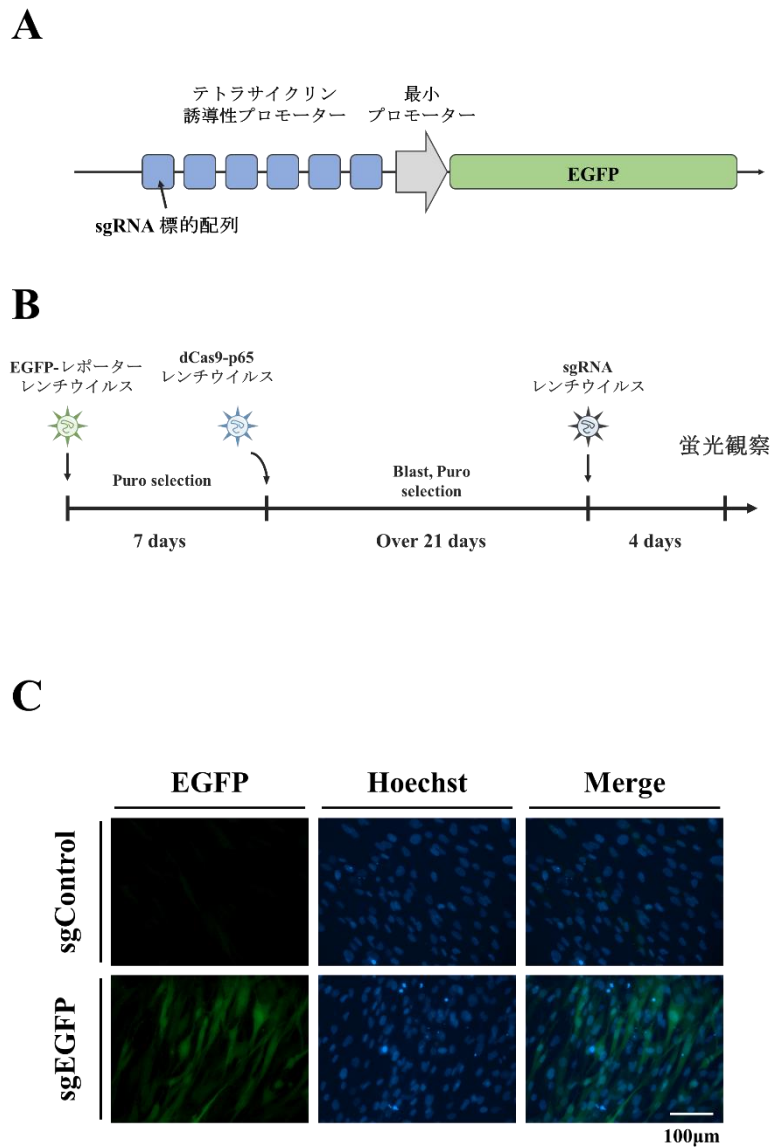 A
テトラサイクリン
誘導性プロモーター
最小
プロモーター
EGFP
sgRNA 標的配列
B
EGFP-レポーター
レンチウイルス
dCas9-p65
レンチウイルス
sgRNA
レンチウイルス
蛍光観察
Puro selection
Blast, Puro
selection
7 days
Over 21 days
4 days
C
EGFP
Hoechst
Merge
sgControl
sgEGFP
100μm